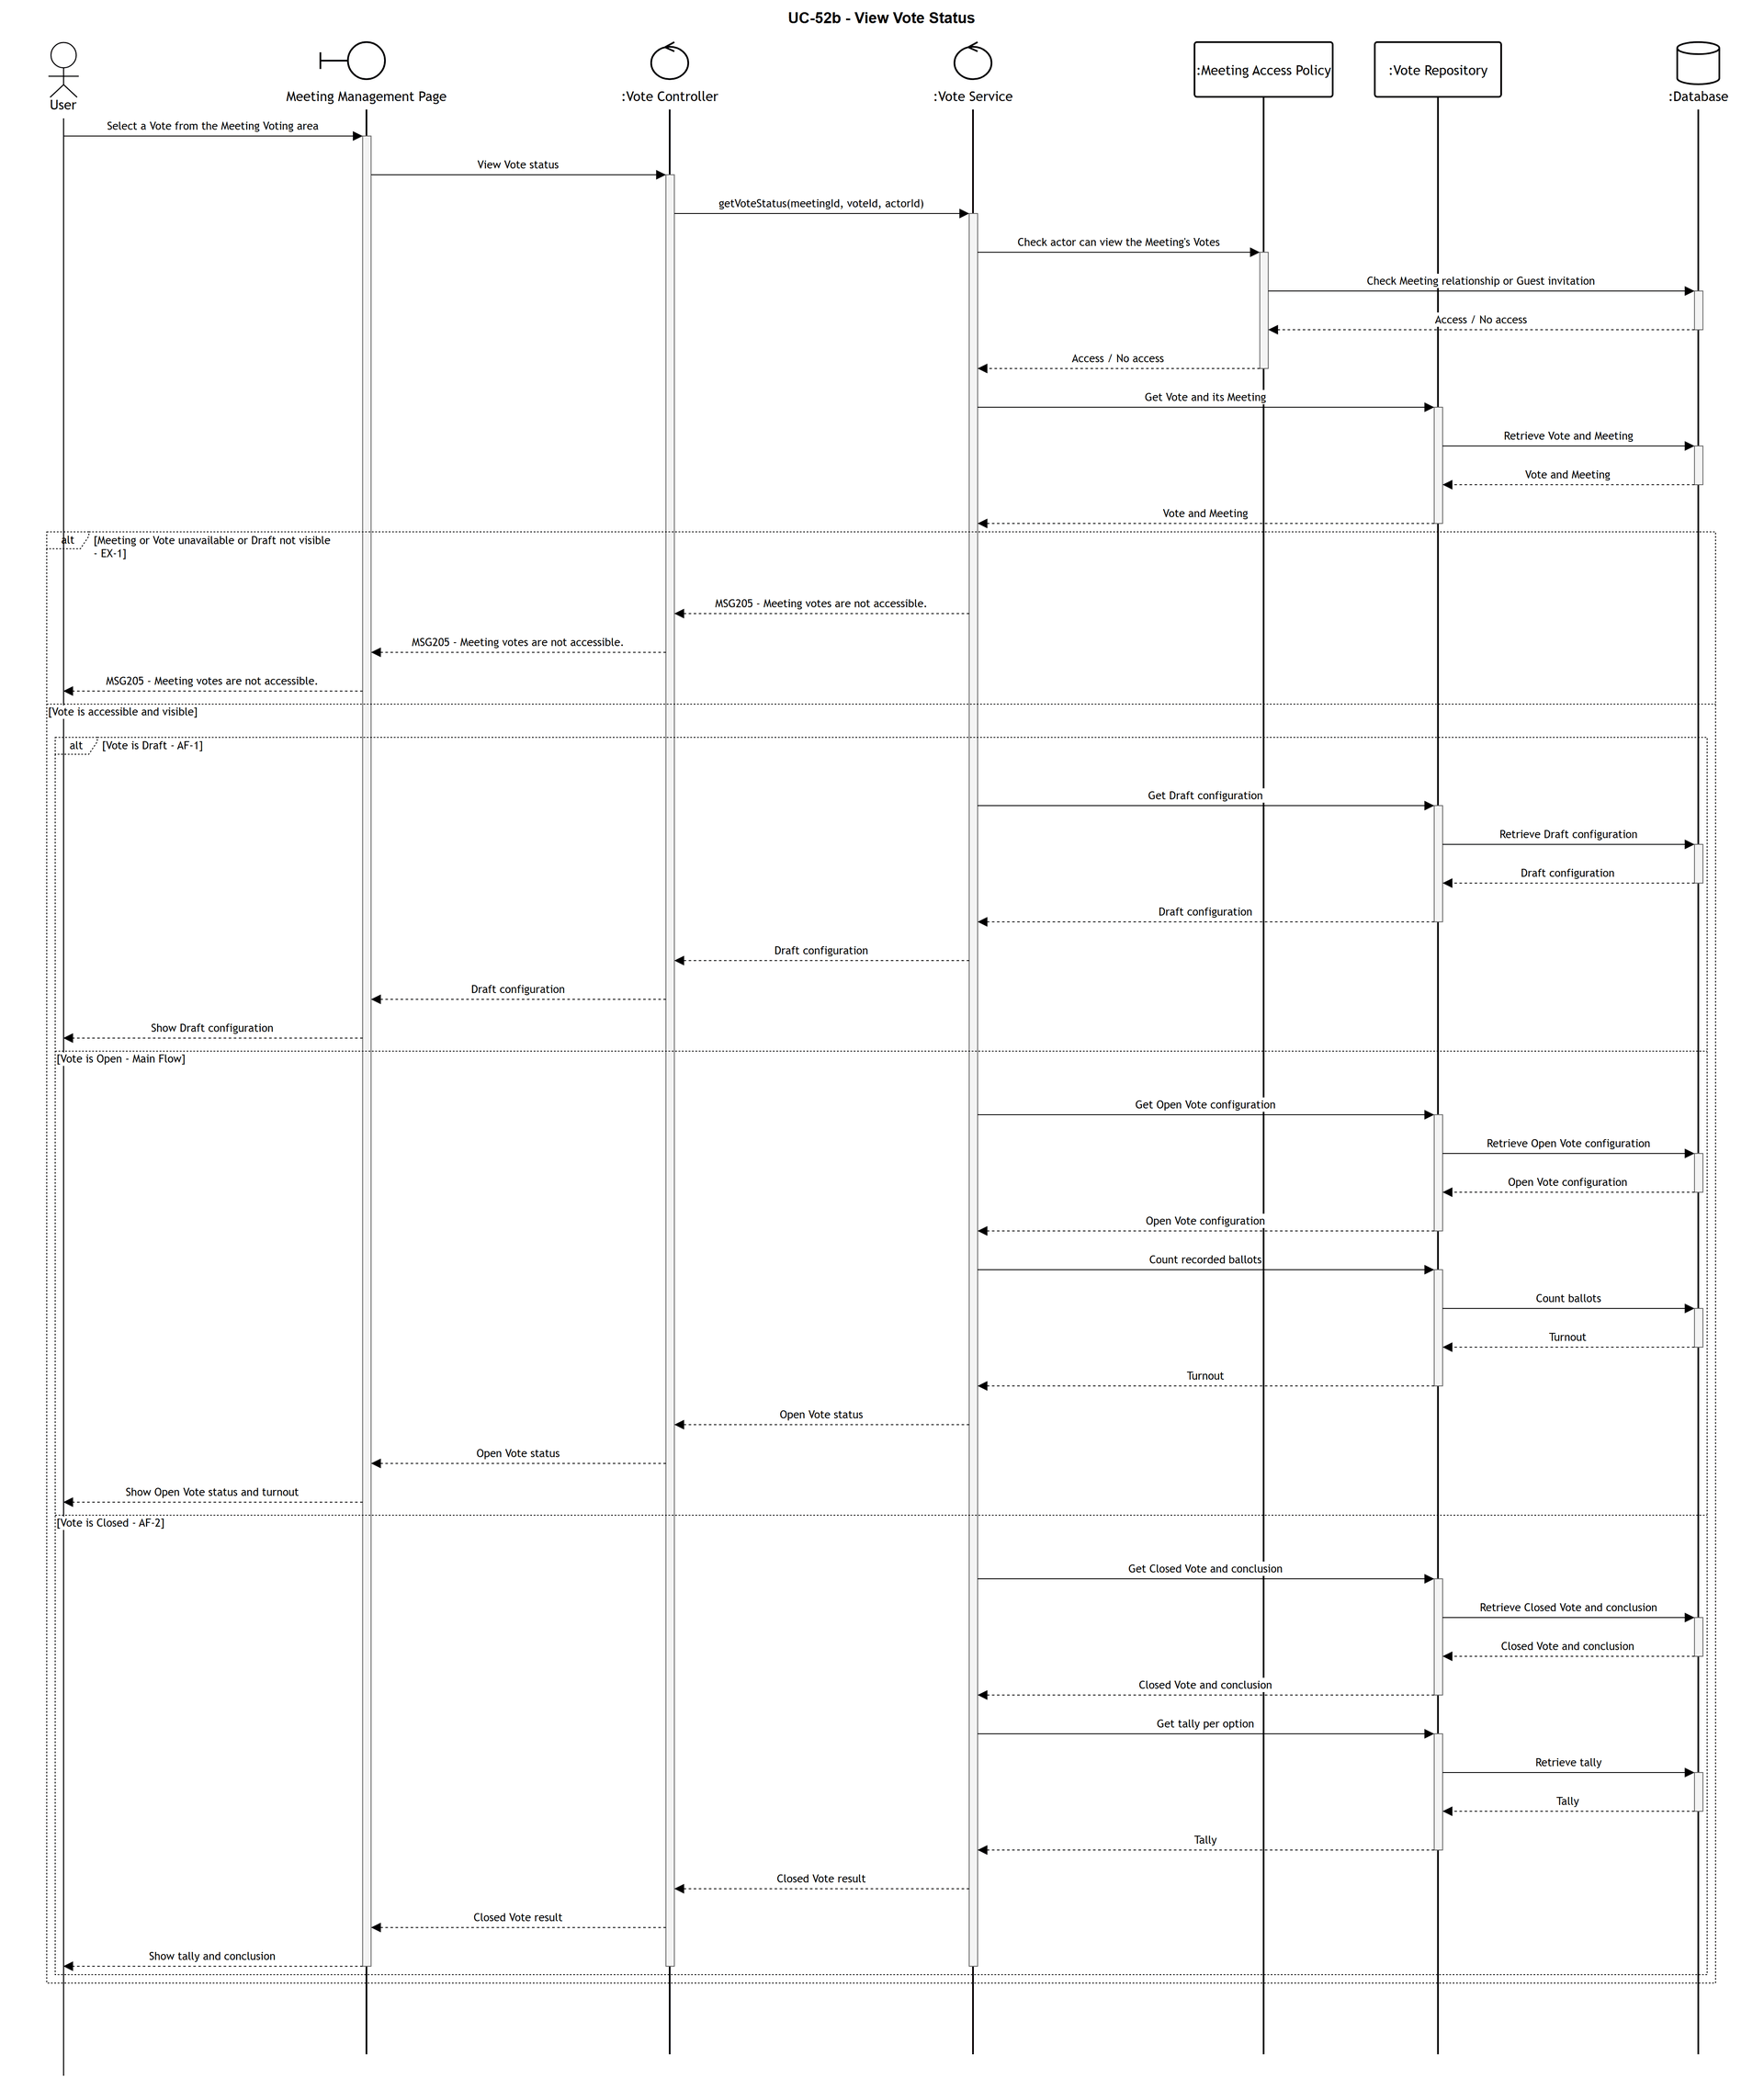 UC-52b - View Vote Status
User
Meeting Management Page
:Vote Controller
:Vote Service
:Meeting Access Policy
:Vote Repository
:Database
Select a Vote from the Meeting Voting area
View Vote status
getVoteStatus(meetingId, voteId, actorId)
Check actor can view the Meeting's Votes
Check Meeting relationship or Guest invitation
Access / No access
Access / No access
Get Vote and its Meeting
Retrieve Vote and Meeting
Vote and Meeting
Vote and Meeting
alt
[Meeting or Vote unavailable or Draft not visible
- EX-1]
MSG205 - Meeting votes are not accessible.
MSG205 - Meeting votes are not accessible.
MSG205 - Meeting votes are not accessible.
[Vote is accessible and visible]
alt
[Vote is Draft - AF-1]
Get Draft configuration
Retrieve Draft configuration
Draft configuration
Draft configuration
Draft configuration
Draft configuration
Show Draft configuration
[Vote is Open - Main Flow]
Get Open Vote configuration
Retrieve Open Vote configuration
Open Vote configuration
Open Vote configuration
Count recorded ballots
Count ballots
Turnout
Turnout
Open Vote status
Open Vote status
Show Open Vote status and turnout
[Vote is Closed - AF-2]
Get Closed Vote and conclusion
Retrieve Closed Vote and conclusion
Closed Vote and conclusion
Closed Vote and conclusion
Get tally per option
Retrieve tally
Tally
Tally
Closed Vote result
Closed Vote result
Show tally and conclusion